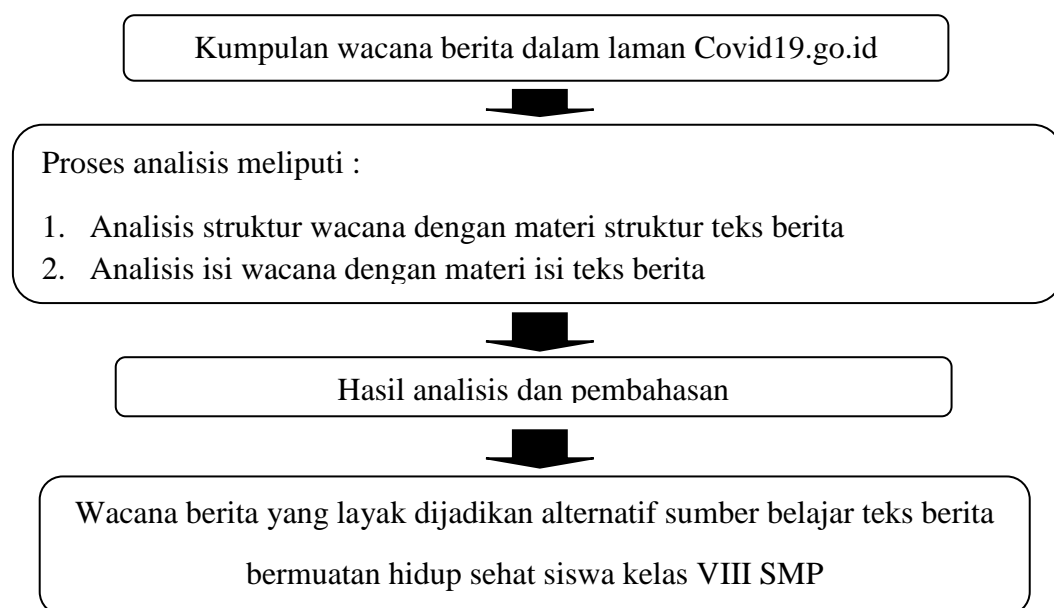 Kumpulan wacana berita dalam laman Covid19.go.id
Proses analisis meliputi :
1. Analisis struktur wacana dengan materi struktur teks berita
2. Analisis isi wacana dengan materi isi teks berita
Hasil analisis dan pembahasan
Wacana berita yang layak dijadikan alternatif sumber belajar teks berita
bermuatan hidup sehat siswa kelas VIII SMP